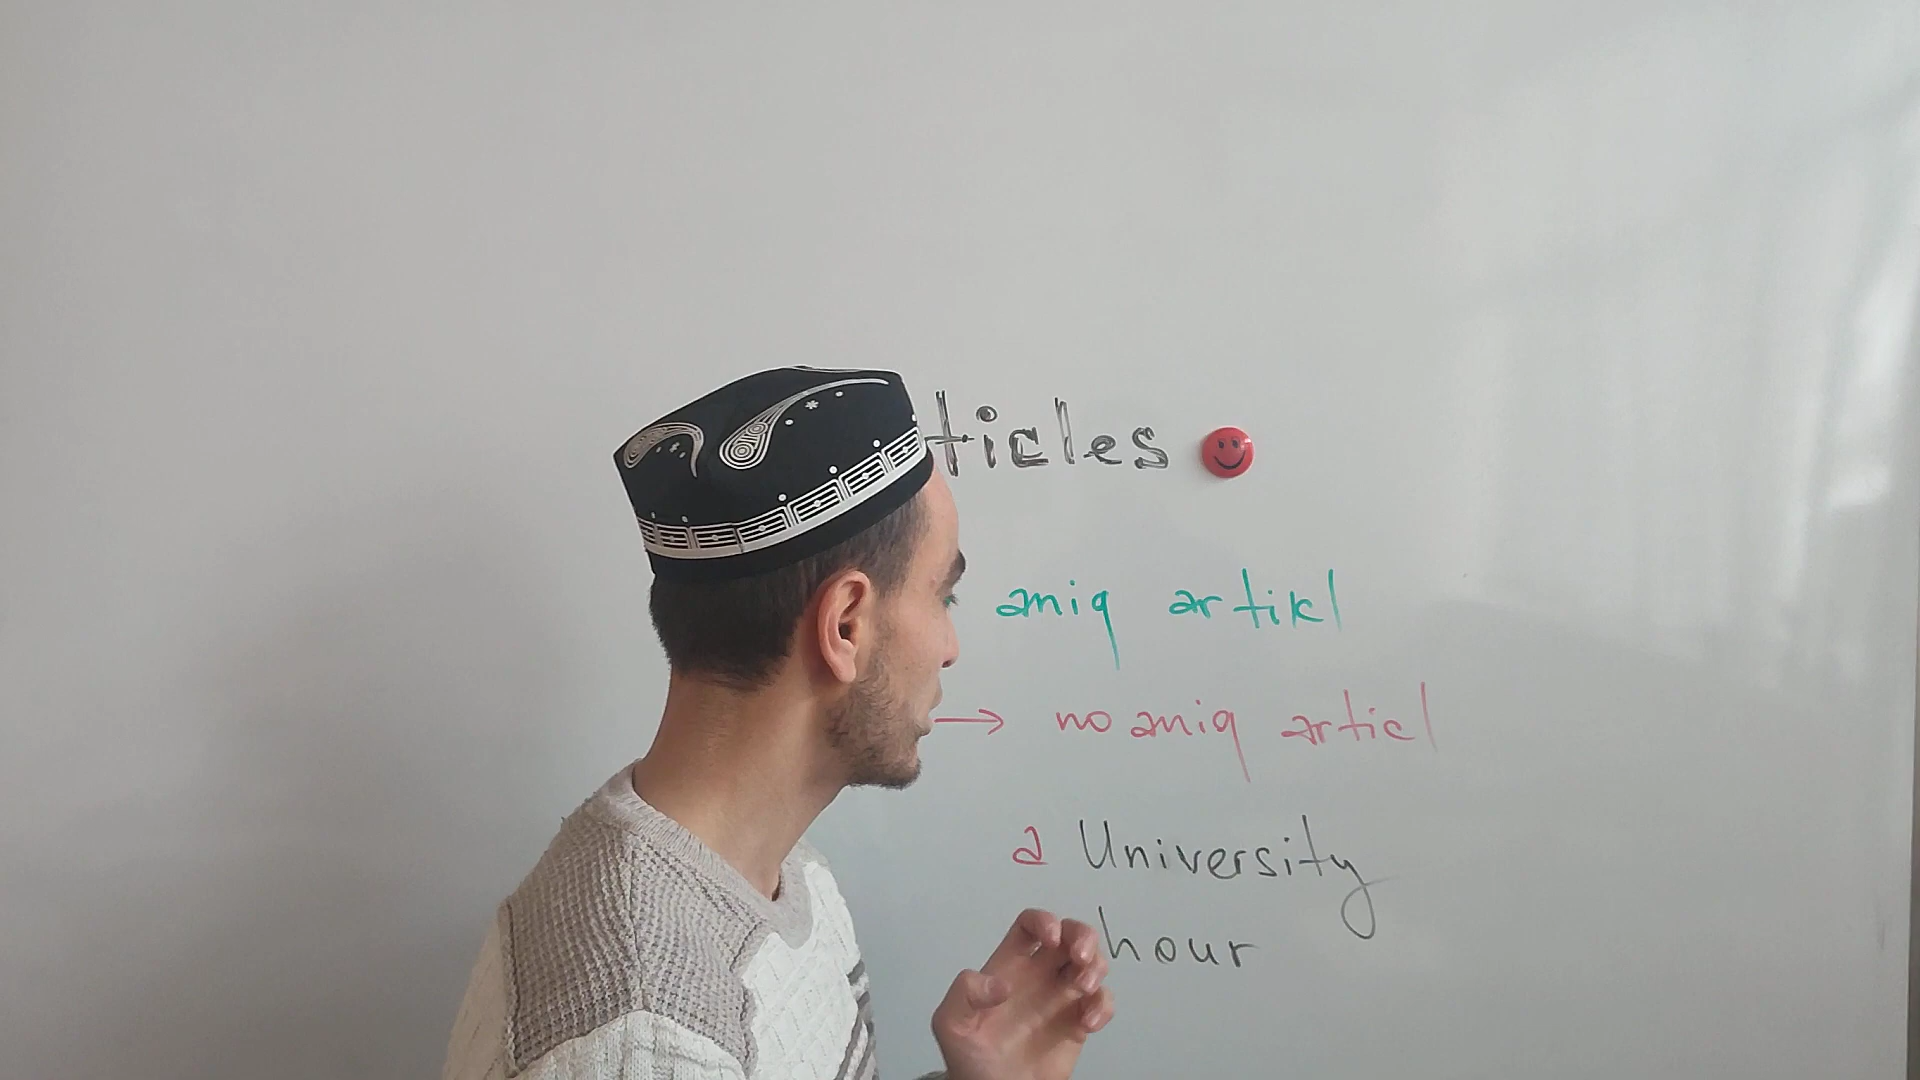 ticles
aniq artikl
→ no aniq articl
a University
hour